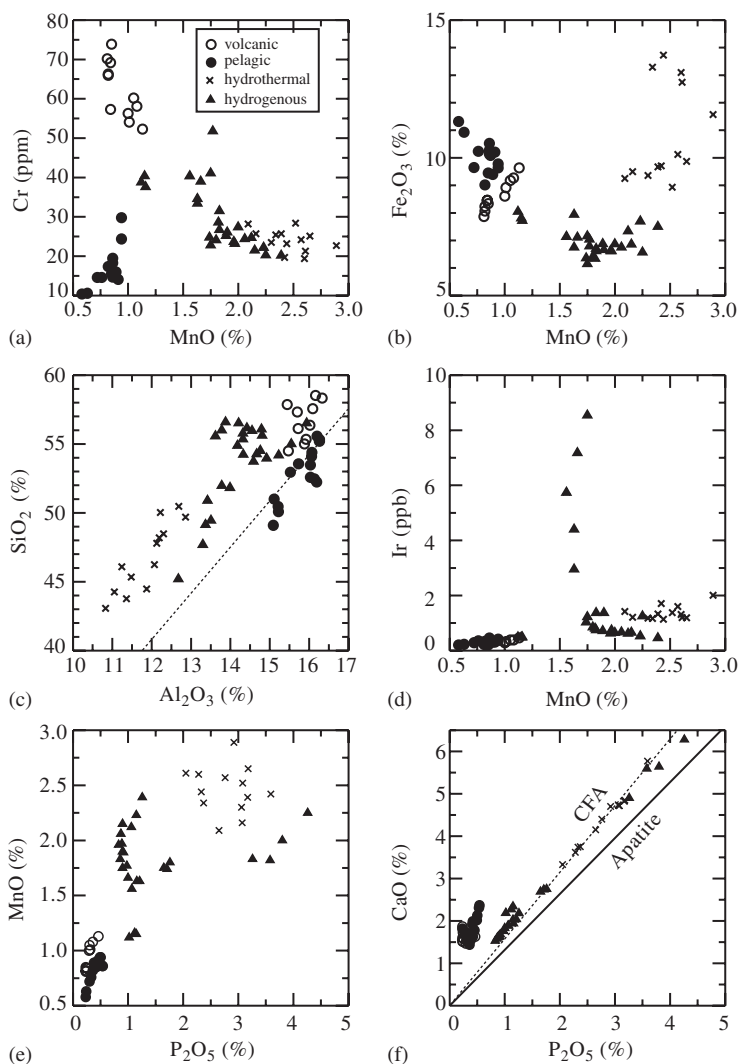 80
70
60
50
40
30
20
10
Cr (ppm)
volcanic
pelagic
hydrothermal
hydrogenous
0.5 1.0 1.5 2.0 2.5 3.0
(a) MnO (%)
15
10
5
Fe2O3 (%)
0.5 1.0 1.5 2.0 2.5 3.0
(b) MnO (%)
60
55
50
45
40
SiO2 (%)
10 11 12 13 14 15 16 17
(c) Al2O3 (%)
10
8
6
4
2
0
Ir (ppb)
0.5 1.0 1.5 2.0 2.5 3.0
(d) MnO (%)
3.0
2.5
2.0
1.5
1.0
0.5
MnO (%)
0 1 2 3 4 5
(e) P2O5 (%)
6
5
4
3
2
1
0
CaO (%)
CFA
Apatite
0 1 2 3 4 5
(f) P2O5 (%)